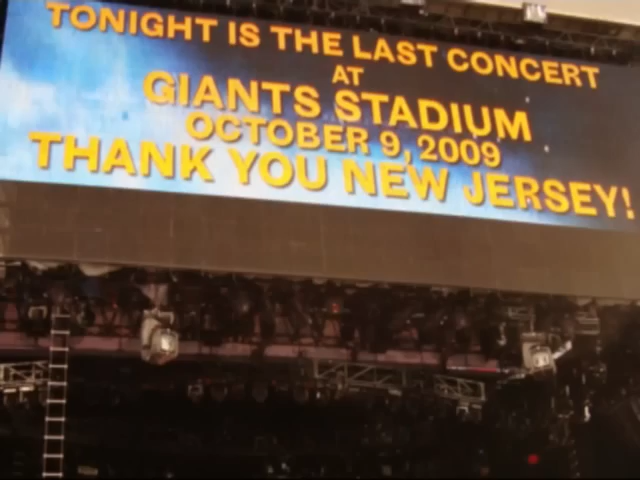 TONIGHT IS THE LAST CONCERT
AT
GIANTS STADIUM
OCTOBER 9, 2009
THANK YOU NEW JERSEY!